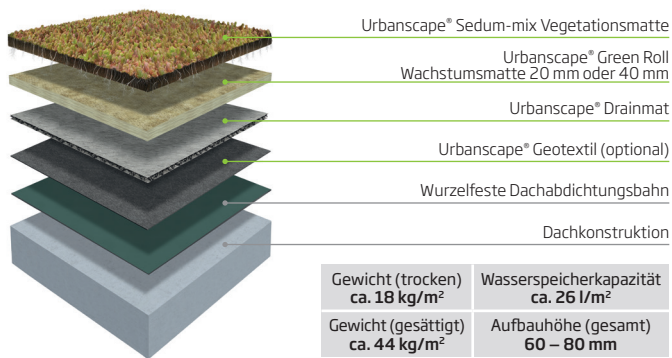 Urbanscape® Sedum-mix Vegetationsmatte
Urbanscape® Green Roll
Wachstumsmatte 20 mm oder 40 mm
Urbanscape® Drainmat
Urbanscape® Geotextil (optional)
Wurzelfeste Dachabdichtungsbahn
Dachkonstruktion
Gewicht (trocken)
ca. 18 kg/m²
Wasserspeicherkapazität
ca. 26 l/m²
Gewicht (gesättigt)
ca. 44 kg/m²
Aufbauhöhe (gesamt)
60 – 80 mm